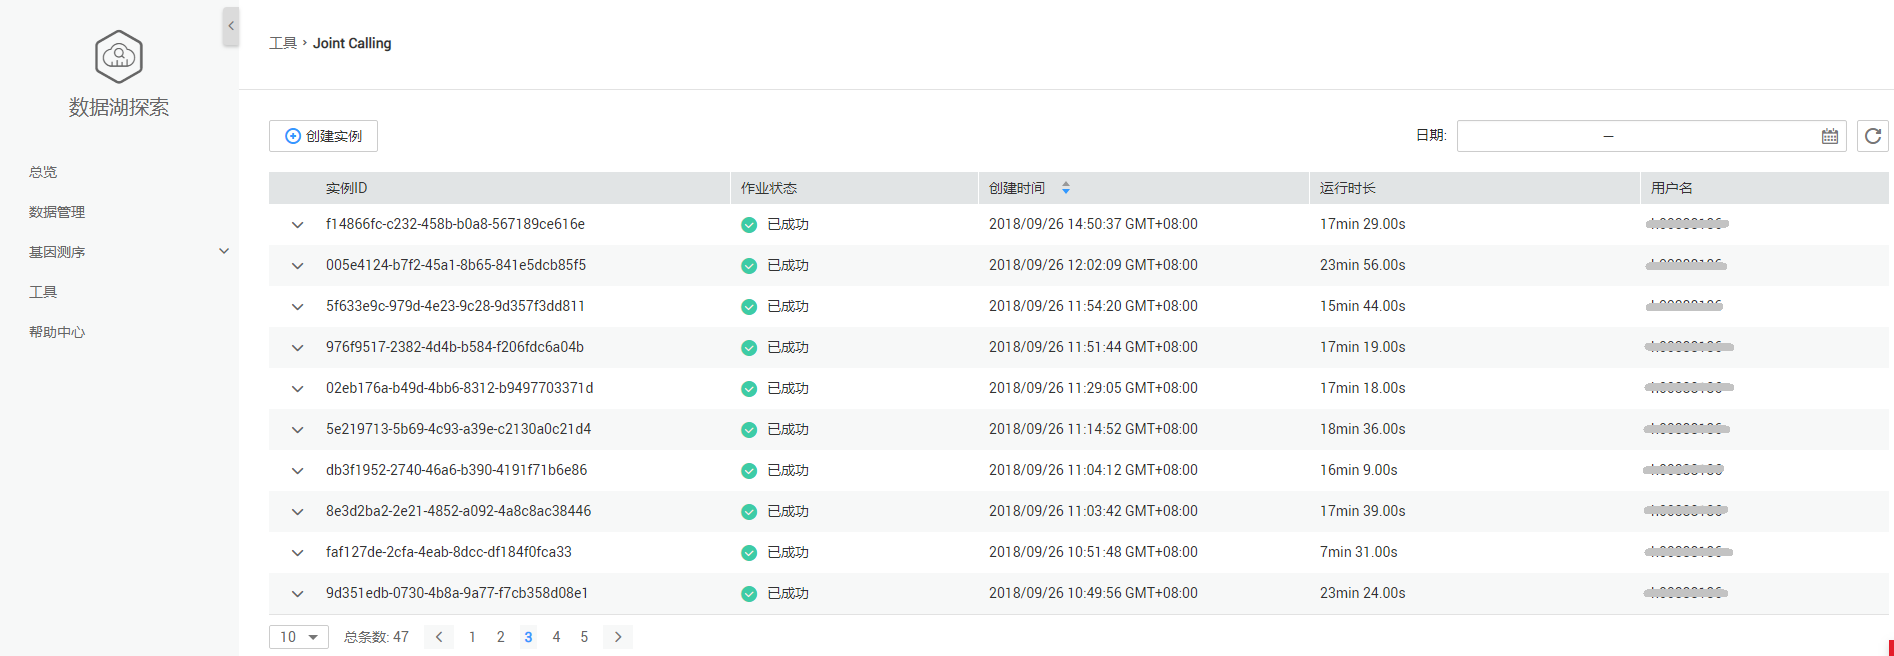 工具 › Joint Calling
数据湖探索
总览
数据管理
基因测序
工具
帮助中心
创建实例
日期: –
实例ID 作业状态 创建时间 运行时长 用户名
f14866fc-c232-458b-b0a8-567189ce616e 已成功 2018/09/26 14:50:37 GMT+08:00 17min 29.00s
005e4124-b7f2-45a1-8b65-841e5dcb85f5 已成功 2018/09/26 12:02:09 GMT+08:00 23min 56.00s
5f633e9c-979d-4e23-9c28-9d357f3dd811 已成功 2018/09/26 11:54:20 GMT+08:00 15min 44.00s
976f9517-2382-4d4b-b584-f206fdc6a04b 已成功 2018/09/26 11:51:44 GMT+08:00 17min 19.00s
02eb176a-b49d-4bb6-8312-b9497703371d 已成功 2018/09/26 11:29:05 GMT+08:00 17min 18.00s
5e219713-5b69-4c93-a39e-c2130a0c21d4 已成功 2018/09/26 11:14:52 GMT+08:00 18min 36.00s
db3f1952-2740-46a6-b390-4191f71b6e86 已成功 2018/09/26 11:04:12 GMT+08:00 16min 9.00s
8e3d2ba2-2e21-4852-a092-4a8c8ac38446 已成功 2018/09/26 11:03:42 GMT+08:00 17min 39.00s
faf127de-2cfa-4eab-8dcc-df184f0fca33 已成功 2018/09/26 10:51:48 GMT+08:00 7min 31.00s
9d351edb-0730-4b8a-9a77-f7cb358d08e1 已成功 2018/09/26 10:49:56 GMT+08:00 23min 24.00s
10 总条数: 47 1 2 3 4 5